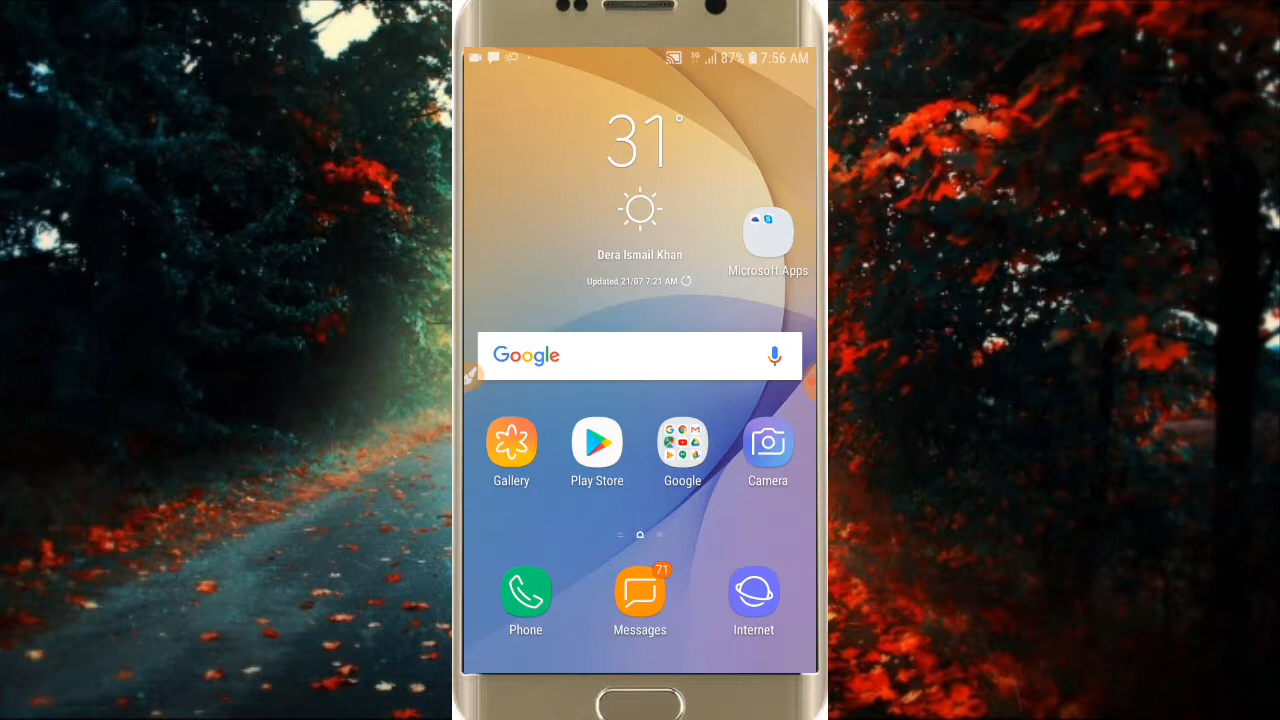 3G 87% 7:56 AM
31°
Dera Ismail Khan
Updated 21/07 7:21 AM
Microsoft Apps
Google
Gallery
Play Store
Google
Camera
71
Phone
Messages
Internet